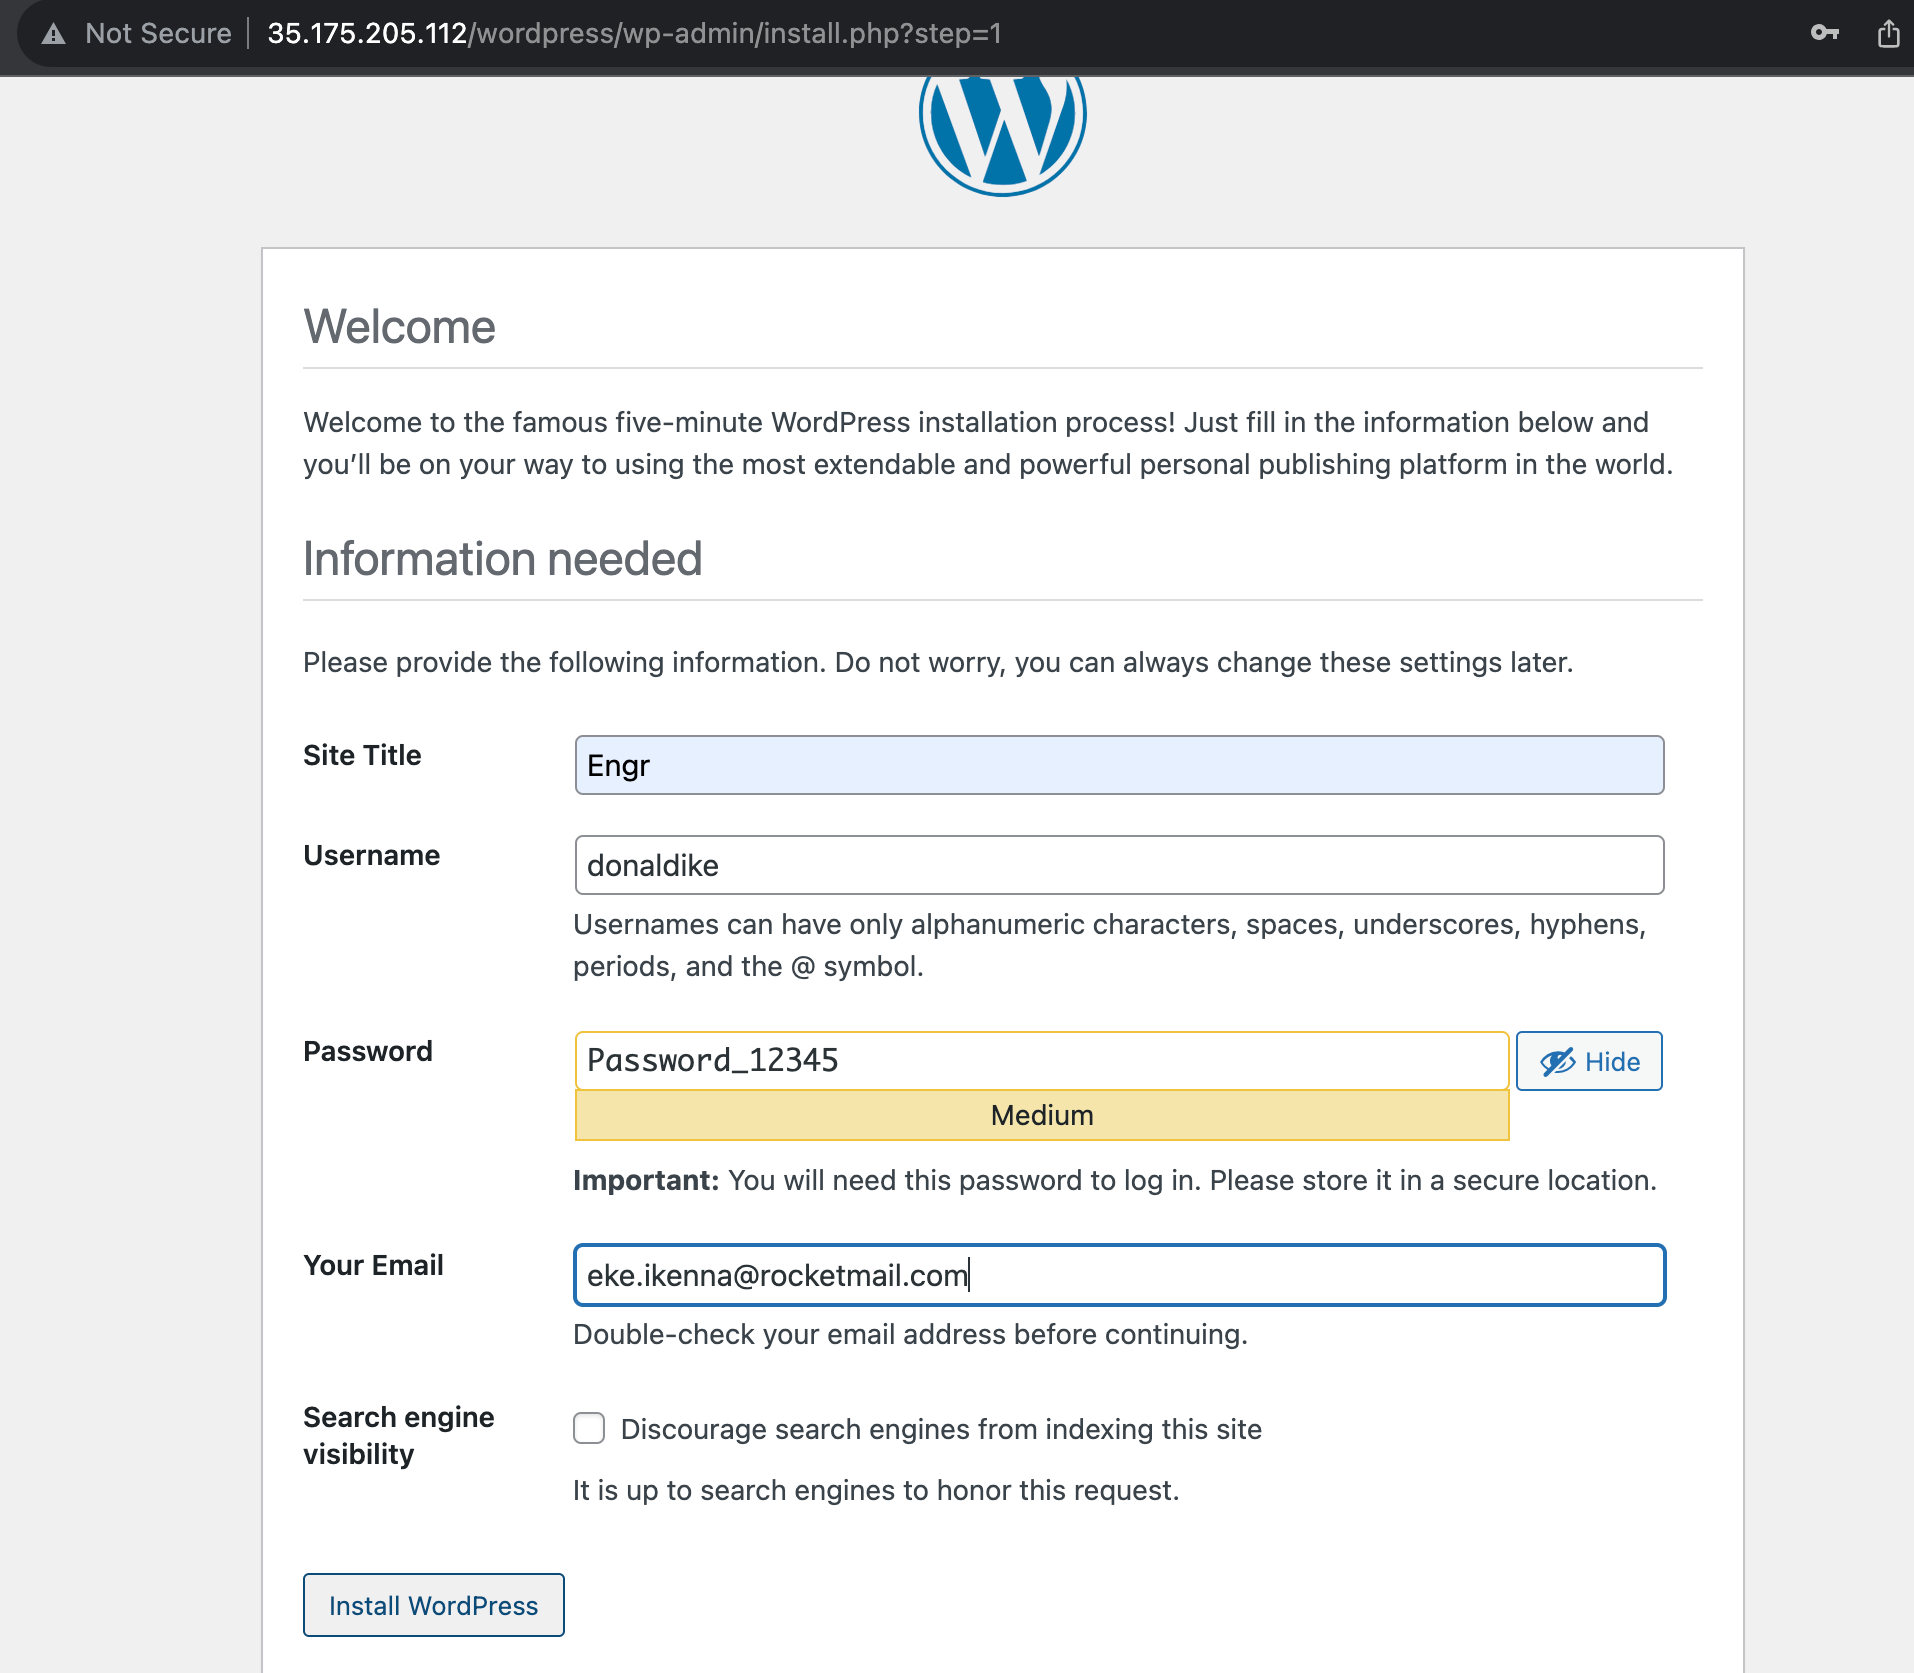 Not Secure | 35.175.205.112/wordpress/wp-admin/install.php?step=1
Welcome
Welcome to the famous five-minute WordPress installation process! Just fill in the information below and
you’ll be on your way to using the most extendable and powerful personal publishing platform in the world.
Information needed
Please provide the following information. Do not worry, you can always change these settings later.
Site Title
Engr
Username
donaldike
Usernames can have only alphanumeric characters, spaces, underscores, hyphens,
periods, and the @ symbol.
Password
Password_12345
Hide
Medium
Important: You will need this password to log in. Please store it in a secure location.
Your Email
eke.ikenna@rocketmail.com
Double-check your email address before continuing.
Search engine
visibility
Discourage search engines from indexing this site
It is up to search engines to honor this request.
Install WordPress